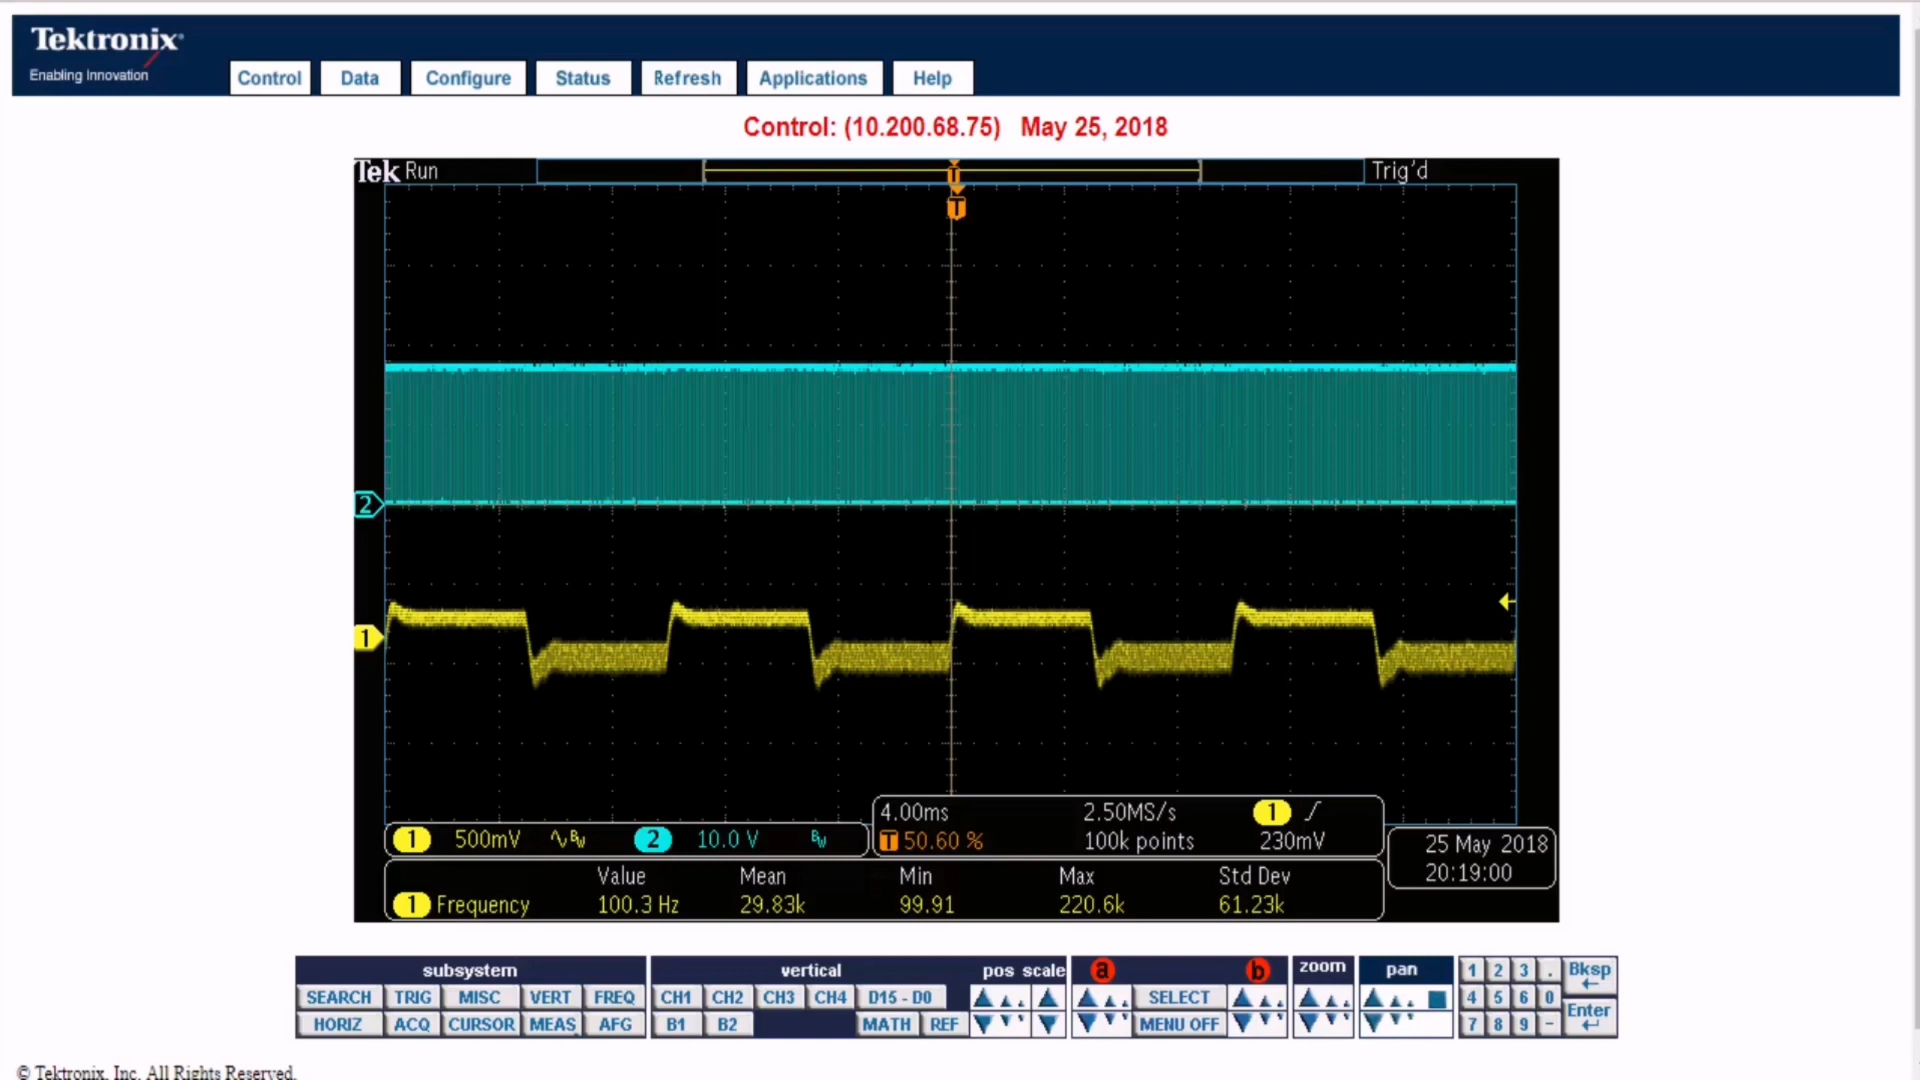 Tektronix®
Enabling Innovation
Control Data Configure Status Refresh Applications Help
Control: (10.200.68.75) May 25, 2018
Tek Run Trig'd
T
T
2
1
4.00ms 2.50MS/s 1
1 500mV 2 10.0 V T 50.60 % 100k points 230mV
25 May 2018
20:19:00
Value Mean Min Max Std Dev
1 Frequency 100.3 Hz 29.83k 99.91 220.6k 61.23k
subsystem vertical pos scale a b zoom pan 1 2 3 . Bksp
SEARCH TRIG MISC VERT FREQ CH1 CH2 CH3 CH4 D15 - D0 SELECT 4 5 6 0
HORIZ ACQ CURSOR MEAS AFG B1 B2 MATH REF MENU OFF 7 8 9 - Enter
© Tektronix, Inc. All Rights Reserved.